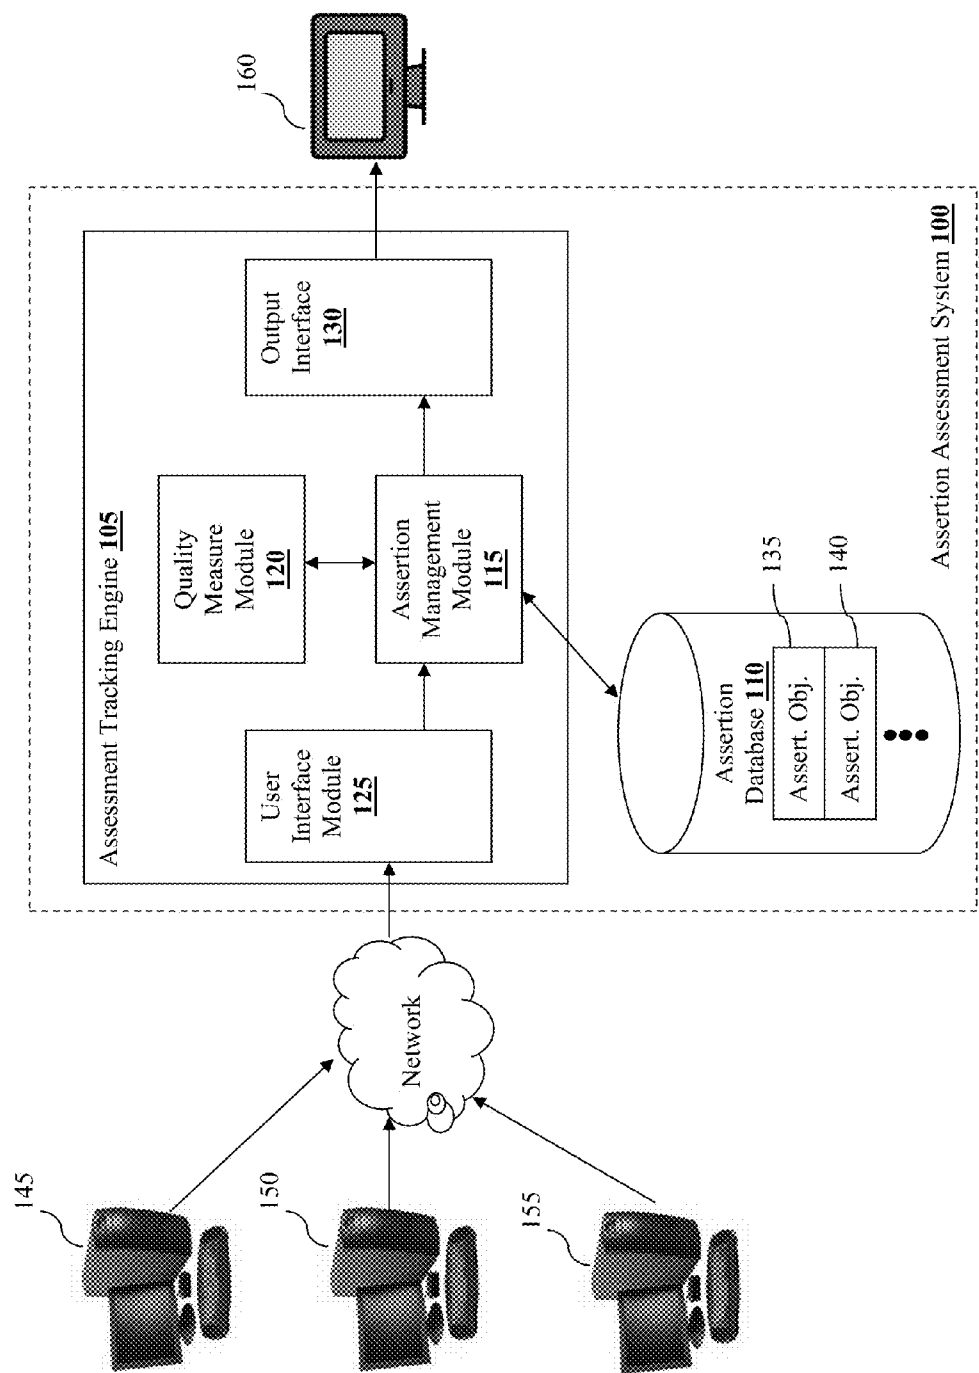 145
150
155
Network
Assessment Tracking Engine 105
User
Interface
Module
125
Quality
Measure
Module
120
Assertion
Management
Module
115
Output
Interface
130
160
Assertion
Database 110
Assert. Obj.
Assert. Obj.
135
140
Assertion Assessment System 100